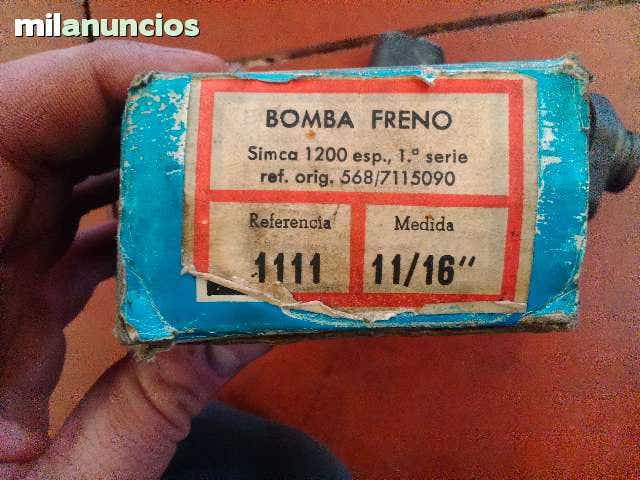 milanuncios
BOMBA FRENO
Simca 1200 esp., 1.ª serie
ref. orig. 568/7115090
Referencia
1111
Medida
11/16"